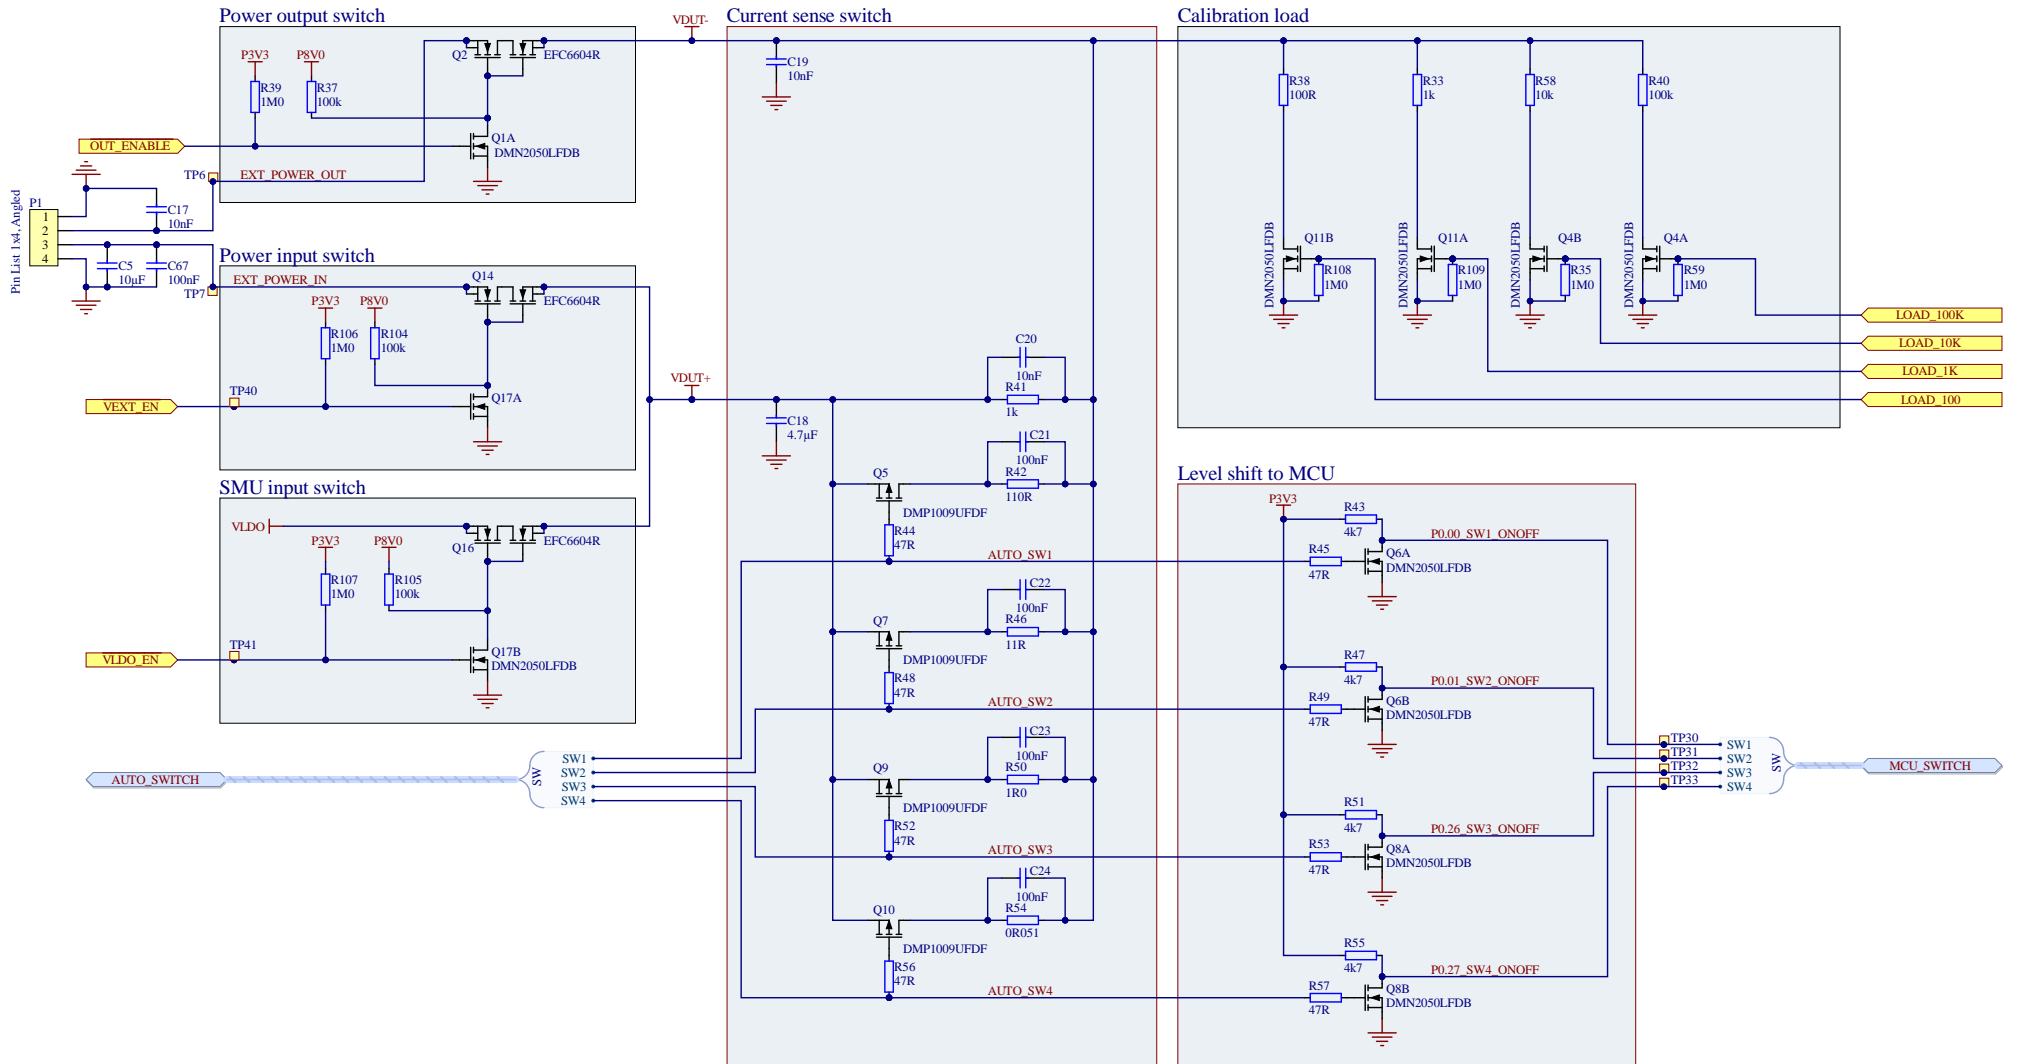 Power output switch
P3V3
P8V0
R39
1M0
R37
100k
Q2
EFC6604R
Q1A
DMN2050LFDB
OUT_ENABLE
TP6
EXT_POWER_OUT
P1
Pin List 1x4, Angled
1
2
3
4
C17
10nF
C5
10µF
C67
100nF
TP7
Power input switch
EXT_POWER_IN
Q14
EFC6604R
P3V3
P8V0
R106
1M0
R104
100k
TP40
VEXT_EN
Q17A
SMU input switch
VLDO
Q16
EFC6604R
P3V3
P8V0
R107
1M0
R105
100k
TP41
VLDO_EN
Q17B
DMN2050LFDB
AUTO_SWITCH
SW
SW1
SW2
SW3
SW4
VDUT-
VDUT+
Current sense switch
C19
10nF
C18
4.7µF
C20
10nF
R41
1k
C21
100nF
R42
110R
Q5
DMP1009UFDF
R44
47R
AUTO_SW1
C22
100nF
R46
11R
Q7
DMP1009UFDF
R48
47R
AUTO_SW2
C23
100nF
R50
1R0
Q9
DMP1009UFDF
R52
47R
AUTO_SW3
C24
100nF
R54
0R051
Q10
DMP1009UFDF
R56
47R
AUTO_SW4
Calibration load
R38
100R
R33
1k
R58
10k
R40
100k
DMN2050LFDB
Q11B
R108
1M0
DMN2050LFDB
Q11A
R109
1M0
DMN2050LFDB
Q4B
R35
1M0
DMN2050LFDB
Q4A
R59
1M0
LOAD_100K
LOAD_10K
LOAD_1K
LOAD_100
Level shift to MCU
P3V3
R43
4k7
P0.00_SW1_ONOFF
R45
47R
Q6A
DMN2050LFDB
R47
4k7
P0.01_SW2_ONOFF
R49
47R
Q6B
DMN2050LFDB
R51
4k7
P0.26_SW3_ONOFF
R53
47R
Q8A
DMN2050LFDB
R55
4k7
P0.27_SW4_ONOFF
R57
47R
Q8B
DMN2050LFDB
TP30
TP31
TP32
TP33
SW1
SW2
SW3
SW4
SW
MCU_SWITCH